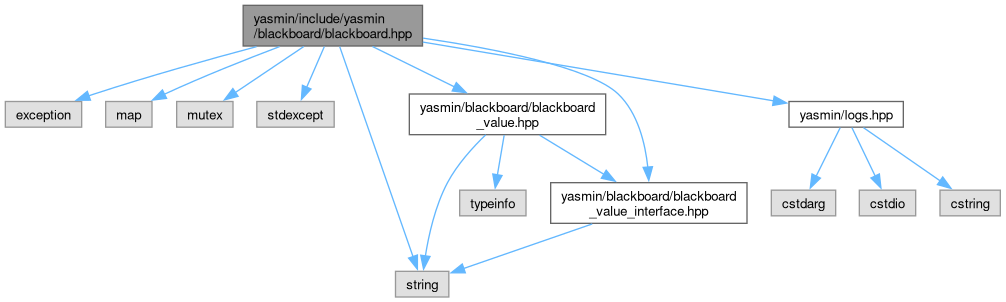 yasmin/include/yasmin
/blackboard/blackboard.hpp
exception
map
mutex
stdexcept
yasmin/blackboard/blackboard
_value.hpp
yasmin/logs.hpp
typeinfo
yasmin/blackboard/blackboard
_value_interface.hpp
cstdarg
cstdio
cstring
string